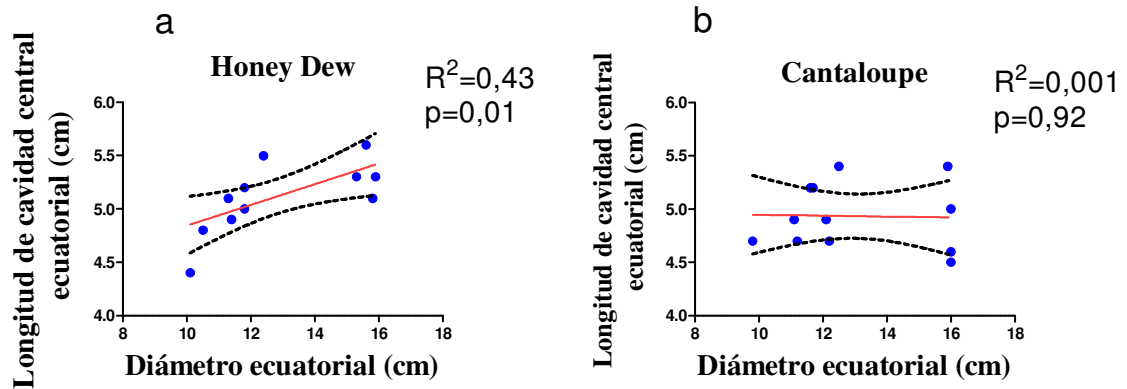 a
Honey Dew
R²=0,43
p=0,01
Longitud de cavidad central
ecuatorial (cm)
6.0
5.5
5.0
4.5
4.0
8
10
12
14
16
18
Diámetro ecuatorial (cm)
b
Cantaloupe
R²=0,001
p=0,92
Longitud de cavidad central
ecuatorial (cm)
6.0
5.5
5.0
4.5
4.0
8
10
12
14
16
18
Diámetro ecuatorial (cm)